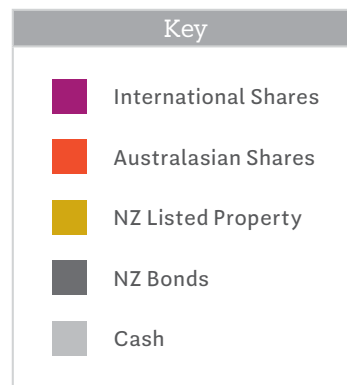 Key
International Shares
Australasian Shares
NZ Listed Property
NZ Bonds
Cash